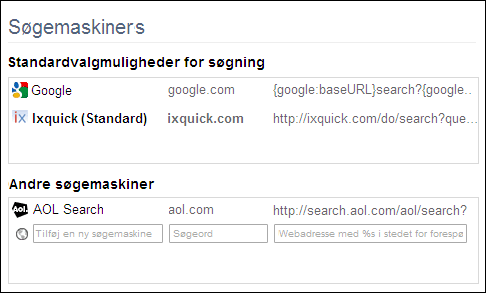 Søgemaskiners
Standardvalgmuligheder for søgning
Google google.com {google:baseURL}search?{google...
Ixquick (Standard) ixquick.com http://ixquick.com/do/search?que...
Andre søgemaskiner
AOL Search aol.com http://search.aol.com/aol/search?
Tilføj en ny søgemaskine Søgeord Webadresse med %s i stedet for forespø